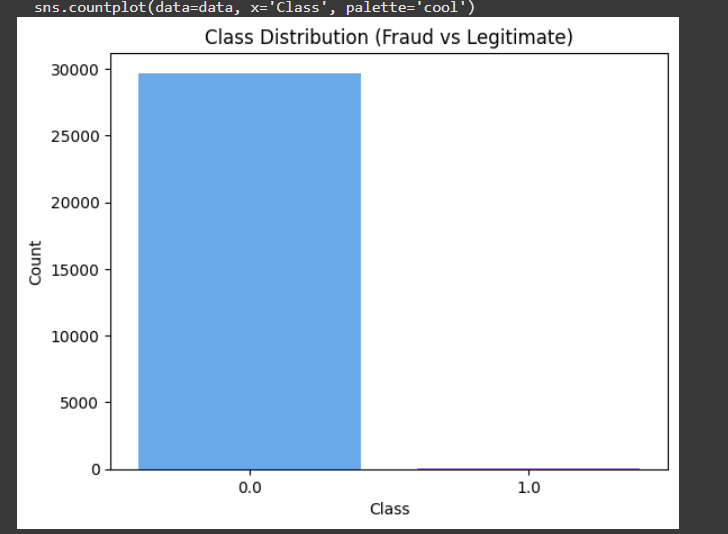 sns.countplot(data=data, x='Class', palette='cool')
Class Distribution (Fraud vs Legitimate)
30000
25000
20000
15000
10000
5000
0
Count
0.0 1.0
Class